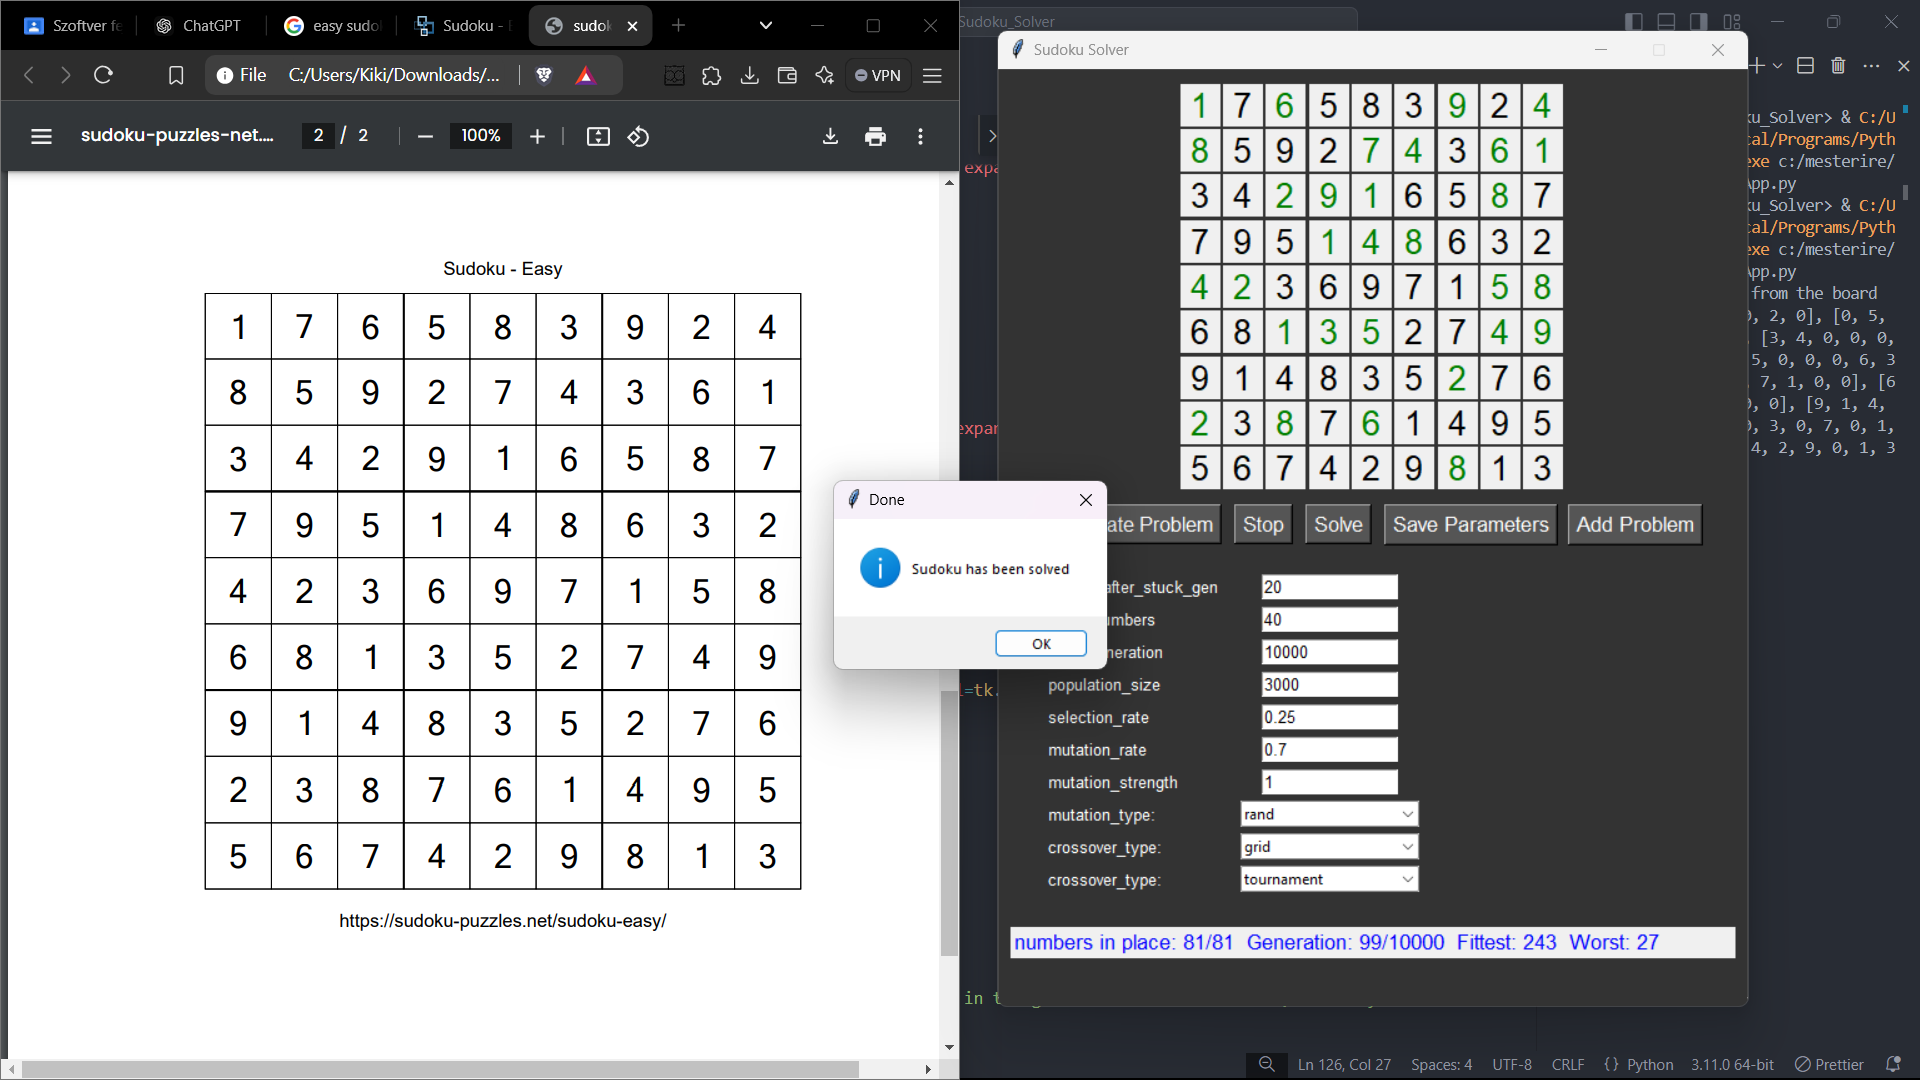 Szoftver fe
ChatGPT
easy sudo
Sudoku -
sudo
File C:/Users/Kiki/Downloads/...
VPN
sudoku-puzzles-net....
2 / 2
100%
Sudoku - Easy
1 7 6 5 8 3 9 2 4
8 5 9 2 7 4 3 6 1
3 4 2 9 1 6 5 8 7
7 9 5 1 4 8 6 3 2
4 2 3 6 9 7 1 5 8
6 8 1 3 5 2 7 4 9
9 1 4 8 3 5 2 7 6
2 3 8 7 6 1 4 9 5
5 6 7 4 2 9 8 1 3
https://sudoku-puzzles.net/sudoku-easy/
Done
Sudoku has been solved
OK
Sudoku_Solver
Sudoku Solver
1 7 6 5 8 3 9 2 4
8 5 9 2 7 4 3 6 1
3 4 2 9 1 6 5 8 7
7 9 5 1 4 8 6 3 2
4 2 3 6 9 7 1 5 8
6 8 1 3 5 2 7 4 9
9 1 4 8 3 5 2 7 6
2 3 8 7 6 1 4 9 5
5 6 7 4 2 9 8 1 3
ate Problem
Stop
Solve
Save Parameters
Add Problem
after_stuck_gen 20
umbers 40
neration 10000
population_size 3000
selection_rate 0.25
mutation_rate 0.7
mutation_strength 1
mutation_type: rand
crossover_type: grid
crossover_type: tournament
numbers in place: 81/81 Generation: 99/10000 Fittest: 243 Worst: 27
expa
expan
l=tk.
in t
ku_Solver> & C:/U
cal/Programs/Pyth
exe c:/mesterire/
App.py
ku_Solver> & C:/U
cal/Programs/Pyth
exe c:/mesterire/
App.py
from the board
0, 2, 0], [0, 5,
[3, 4, 0, 0, 0,
5, 0, 0, 0, 6, 3
, 7, 1, 0, 0], [6
0, 0], [9, 1, 4,
0, 3, 0, 7, 0, 1,
4, 2, 9, 0, 1, 3
Ln 126, Col 27
Spaces: 4
UTF-8
CRLF
{} Python
3.11.0 64-bit
Prettier